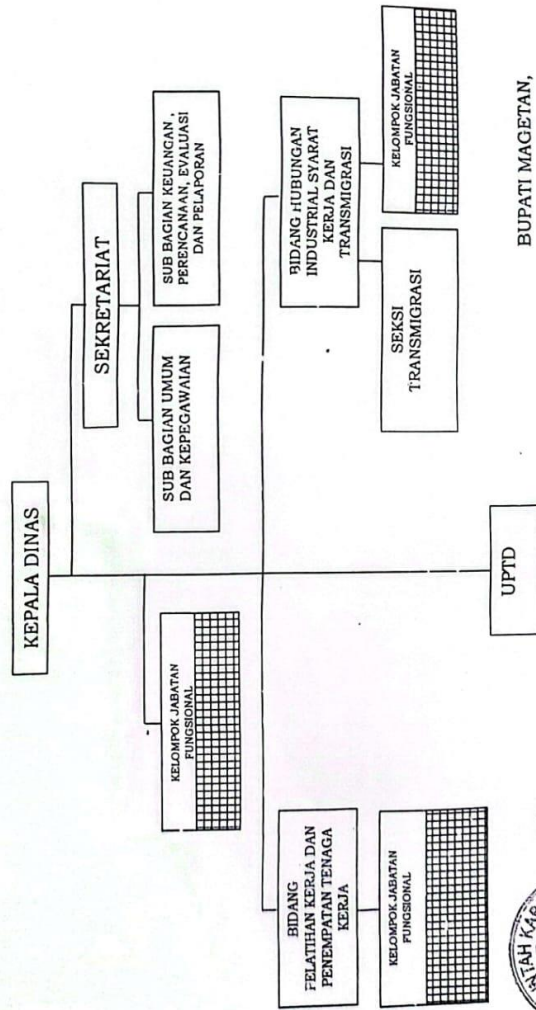 KEPALA DINAS
SEKRETARIAT
SUB BAGIAN UMUM
DAN KEPEGAWAIAN
SUB BAGIAN KEUANGAN ,
PERENCANAAN, EVALUASI
DAN PELAPORAN
KELOMPOK JABATAN
FUNGSIONAL
BIDANG
PELATIHAN KERJA DAN
PENEMPATAN TENAGA
KERJA
KELOMPOK JABATAN
FUNGSIONAL
BIDANG HUBUNGAN
INDUSTRIAL SYARAT
KERJA DAN
TRANSMIGRASI
SEKSI
TRANSMIGRASI
KELOMPOK JABATAN
FUNGSIONAL
UPTD
BUPATI MAGETAN,